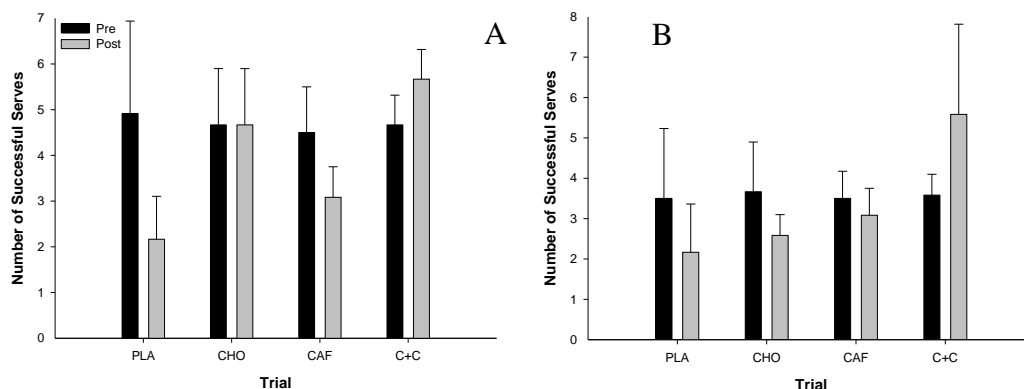 7
6
5
4
3
2
1
0
Number of Successful Serves
Pre
Post
A
PLA
CHO
CAF
C+C
Trial
8
7
6
5
4
3
2
1
0
Number of Successful Serves
B
PLA
CHO
CAF
C+C
Trial